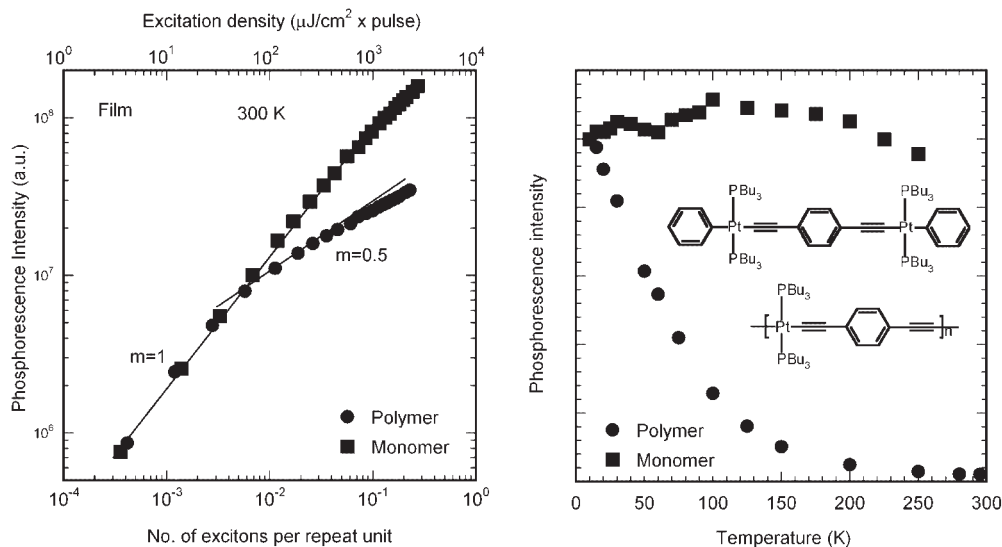 Excitation density (μJ/cm² x pulse)
10⁰ 10¹ 10² 10³ 10⁴
Film
300 K
10⁸
10⁷
10⁶
Phosphorescence Intensity (a.u.)
m=0.5
m=1
Polymer
Monomer
10⁻⁴ 10⁻³ 10⁻² 10⁻¹ 10⁰
No. of excitons per repeat unit
Phosphorescence intensity
PBu₃ PBu₃
Pt Pt
PBu₃ PBu₃
PBu₃
[ Pt ]n
PBu₃
Polymer
Monomer
0 50 100 150 200 250 300
Temperature (K)